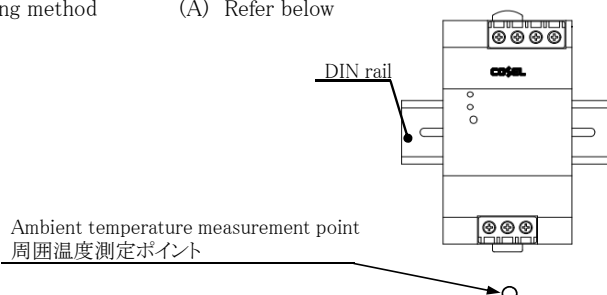 ng method (A) Refer below
DIN rail
COSEL
Ambient temperature measurement point
周囲温度測定ポイント